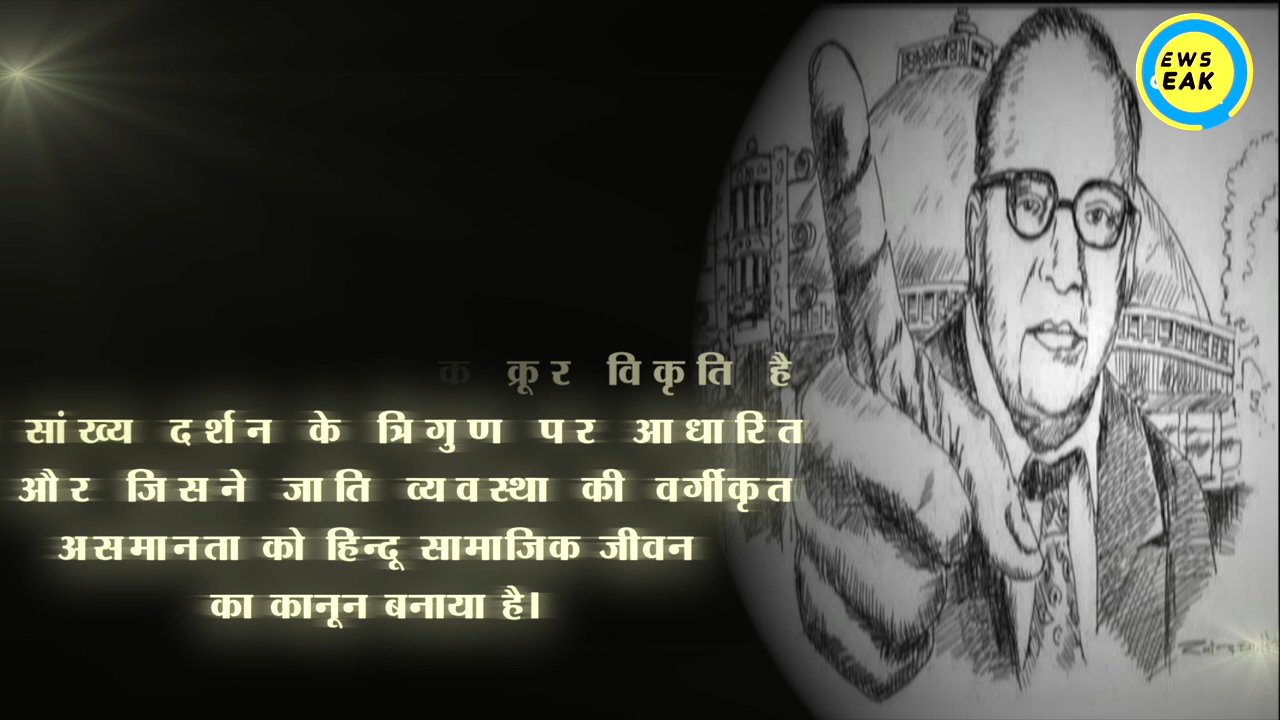 EWS
EAK
क क्रूर विकृति है
सांख्य दर्शन के त्रिगुण पर आधारित
और जिसने जाति व्यवस्था की वर्गीकृत
असमानता को हिन्दू सामाजिक जीवन
का कानून बनाया है।